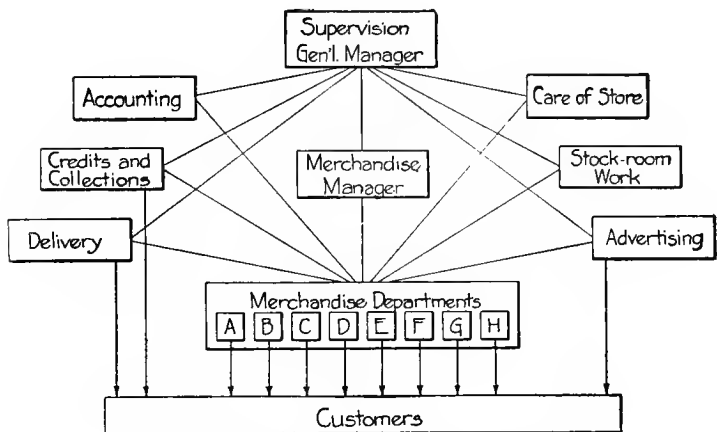 Supervision
Gen'l. Manager
Accounting
Care of Store
Credits and
Collections
Merchandise
Manager
Stock-room
Work
Delivery
Advertising
Merchandise Departments
A B C D E F G H
Customers